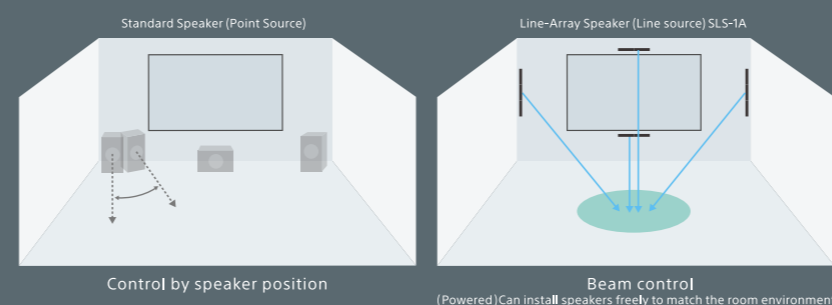 Standard Speaker (Point Source)
Line-Array Speaker (Line source) SLS-1A
Control by speaker position
Beam control
(Powered)Can install speakers freely to match the room environment